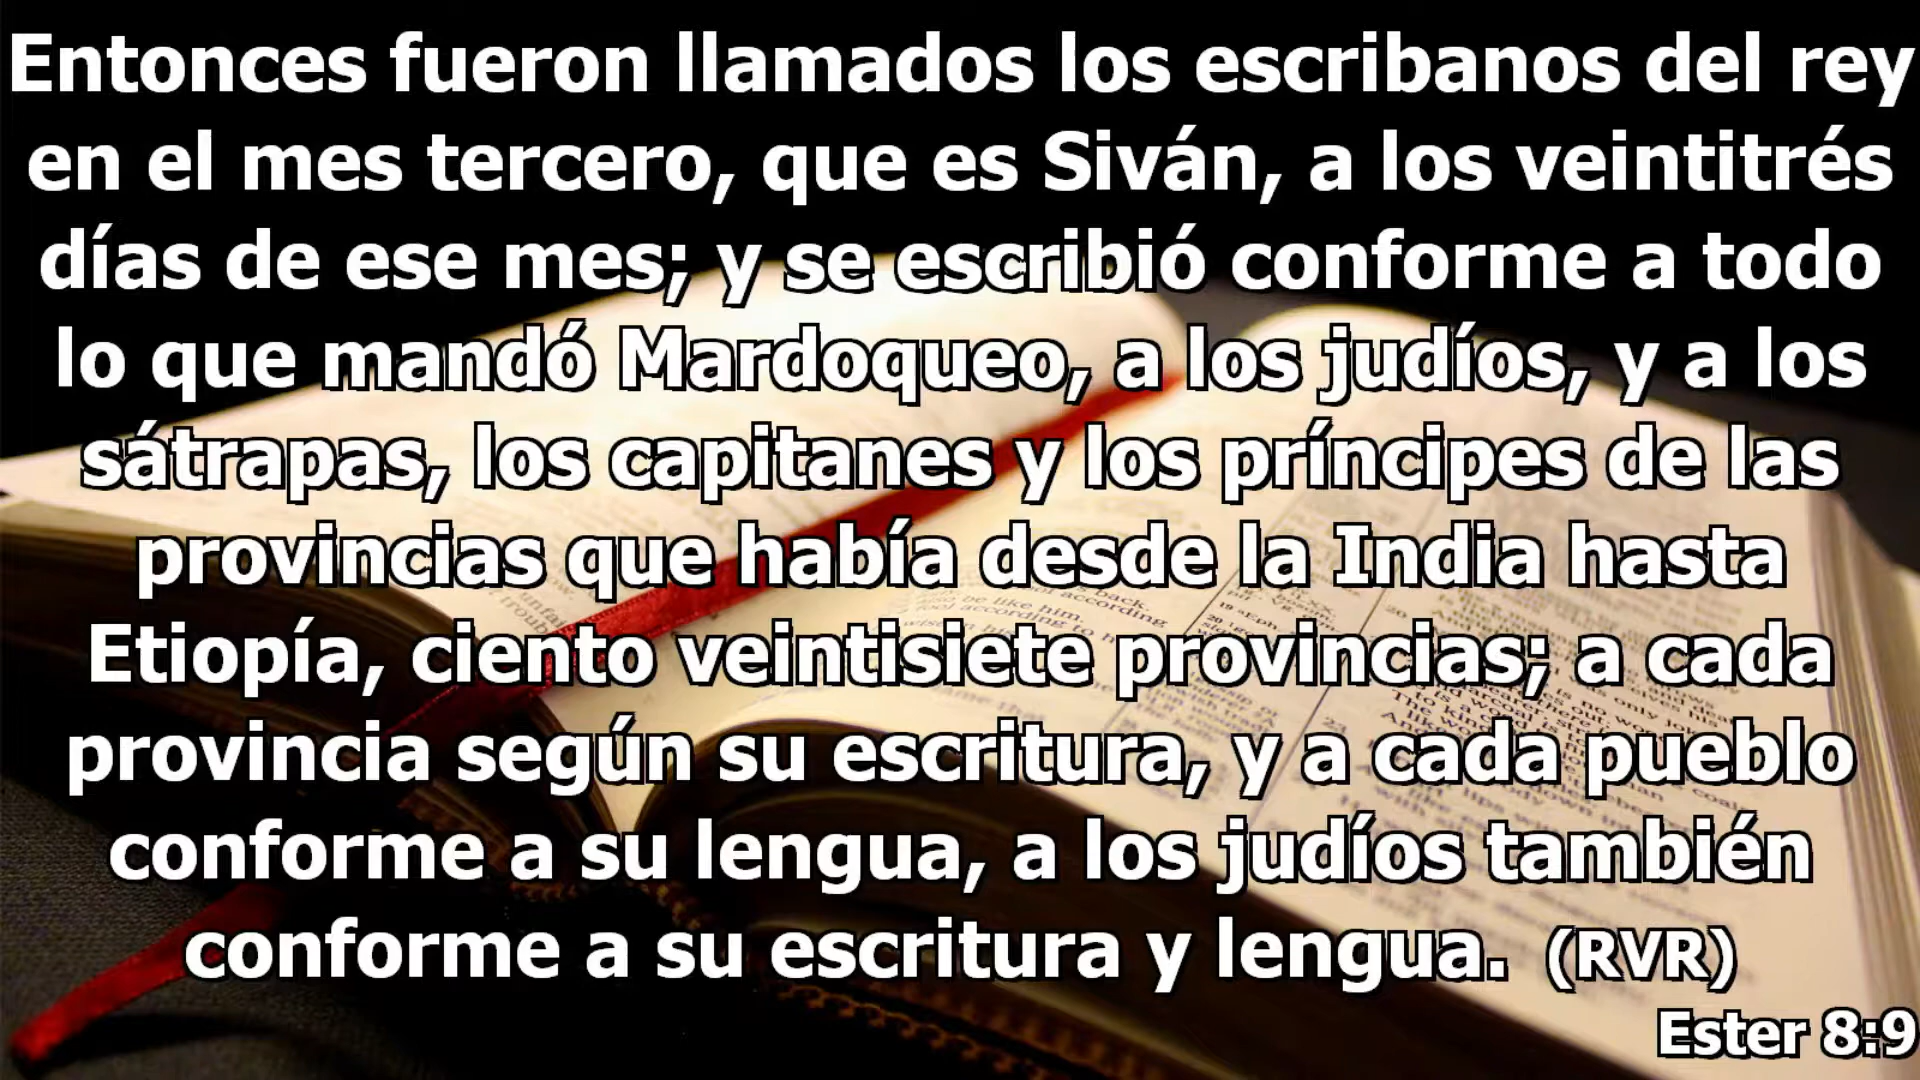 Entonces fueron llamados los escribanos del rey
en el mes tercero, que es Siván, a los veintitrés
días de ese mes; y se escribió conforme a todo
lo que mandó Mardoqueo, a los judíos, y a los
sátrapas, los capitanes y los príncipes de las
provincias que había desde la India hasta
Etiopía, ciento veintisiete provincias; a cada
provincia según su escritura, y a cada pueblo
conforme a su lengua, a los judíos también
conforme a su escritura y lengua. (RVR)
Ester 8:9